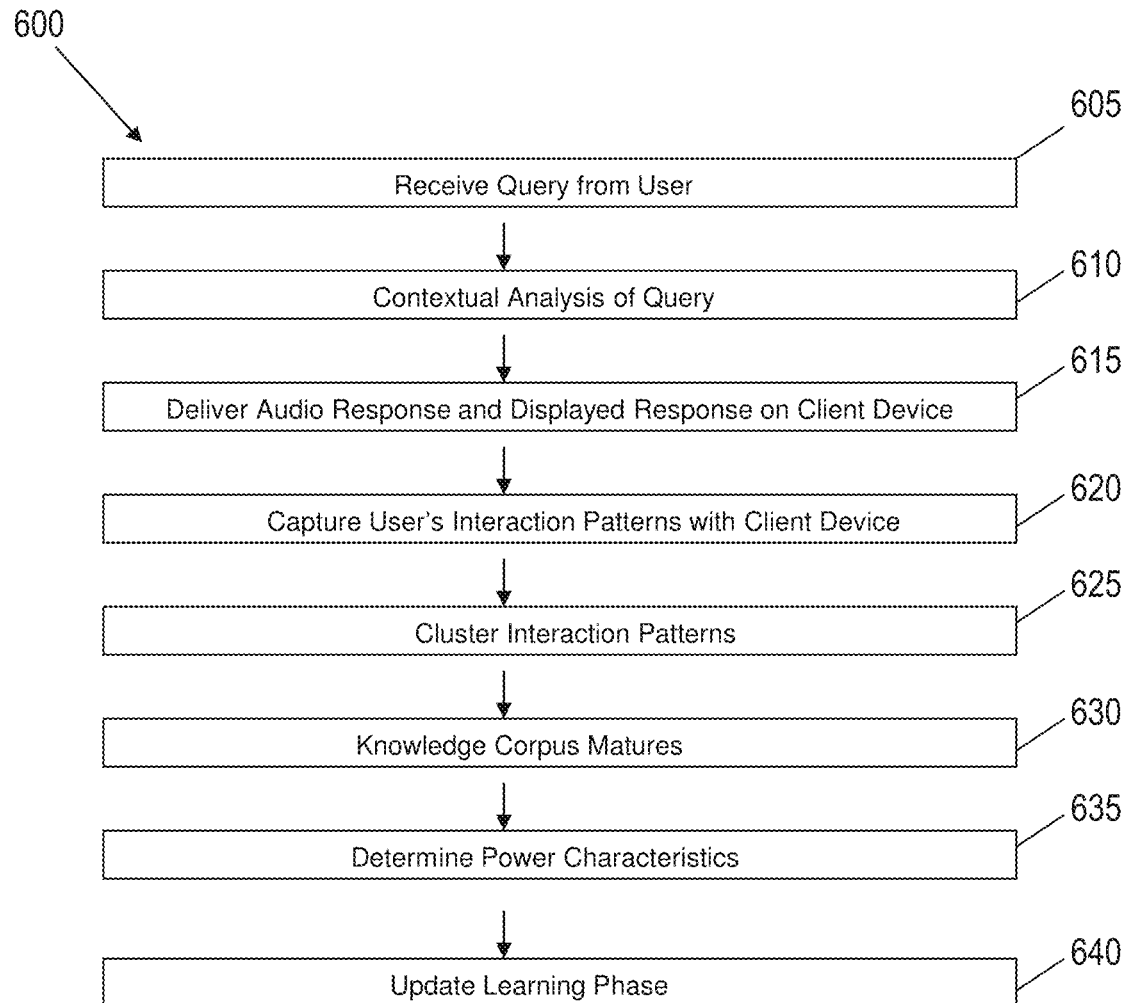 600
605
Receive Query from User
610
Contextual Analysis of Query
615
Deliver Audio Response and Displayed Response on Client Device
620
Capture User's Interaction Patterns with Client Device
625
Cluster Interaction Patterns
630
Knowledge Corpus Matures
635
Determine Power Characteristics
640
Update Learning Phase